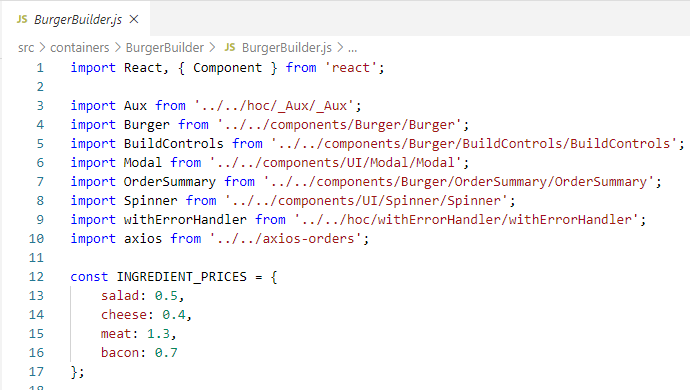 JS BurgerBuilder.js ×
src > containers > BurgerBuilder > JS BurgerBuilder.js > ...
1 import React, { Component } from 'react';
2
3 import Aux from '../../hoc/_Aux/_Aux';
4 import Burger from '../../components/Burger/Burger';
5 import BuildControls from '../../components/Burger/BuildControls/BuildControls';
6 import Modal from '../../components/UI/Modal/Modal';
7 import OrderSummary from '../../components/Burger/OrderSummary/OrderSummary';
8 import Spinner from '../../components/UI/Spinner/Spinner';
9 import withErrorHandler from '../../hoc/withErrorHandler/withErrorHandler';
10 import axios from '../../axios-orders';
11
12 const INGREDIENT_PRICES = {
13     salad: 0.5,
14     cheese: 0.4,
15     meat: 1.3,
16     bacon: 0.7
17 };
18